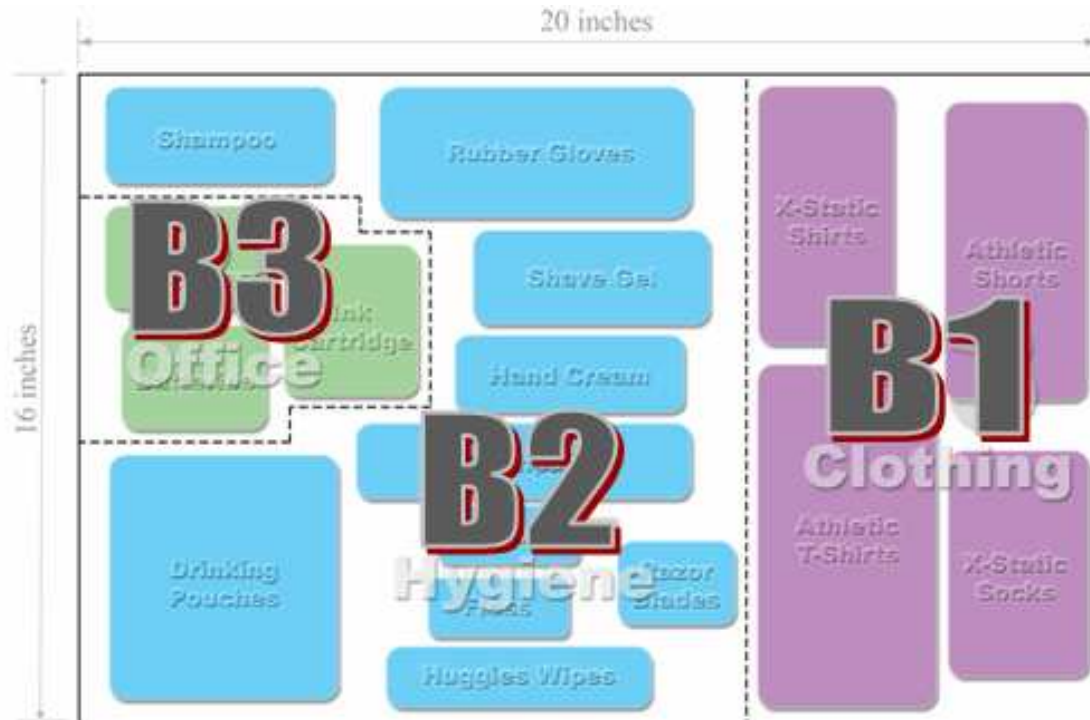 20 inches
16 inches
Shampoo
Rubber Gloves
X-Static
Shirts
Athletic
Shorts
B3
Office
Ink
Cartridge
Shave Gel
Hand Cream
B1
Clothing
B2
Hygiene
Drinking
Pouches
Razor
Blades
Athletic
T-Shirts
X-Static
Socks
Huggies Wipes